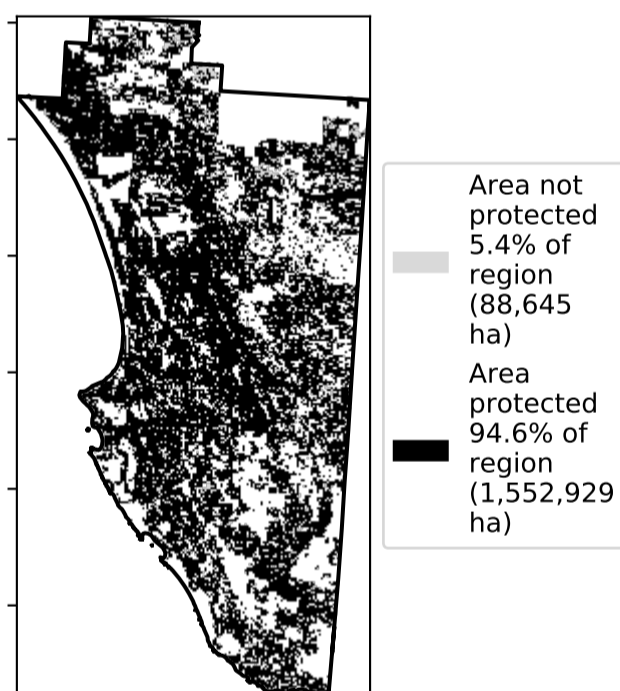 Area not
protected
5.4% of
region
(88,645
ha)
Area
protected
94.6% of
region
(1,552,929
ha)